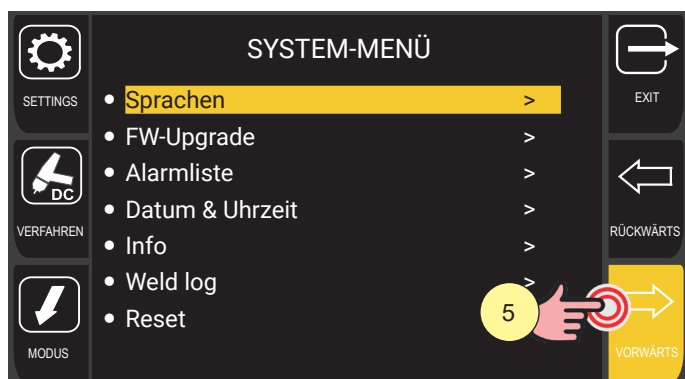 SYSTEM-MENÜ
SETTINGS
EXIT
• Sprachen >
• FW-Upgrade >
• Alarmliste >
DC
VERFAHREN
RÜCKWÄRTS
• Datum & Uhrzeit >
• Info >
• Weld log >
• Reset
5
MODUS
VORWÄRTS